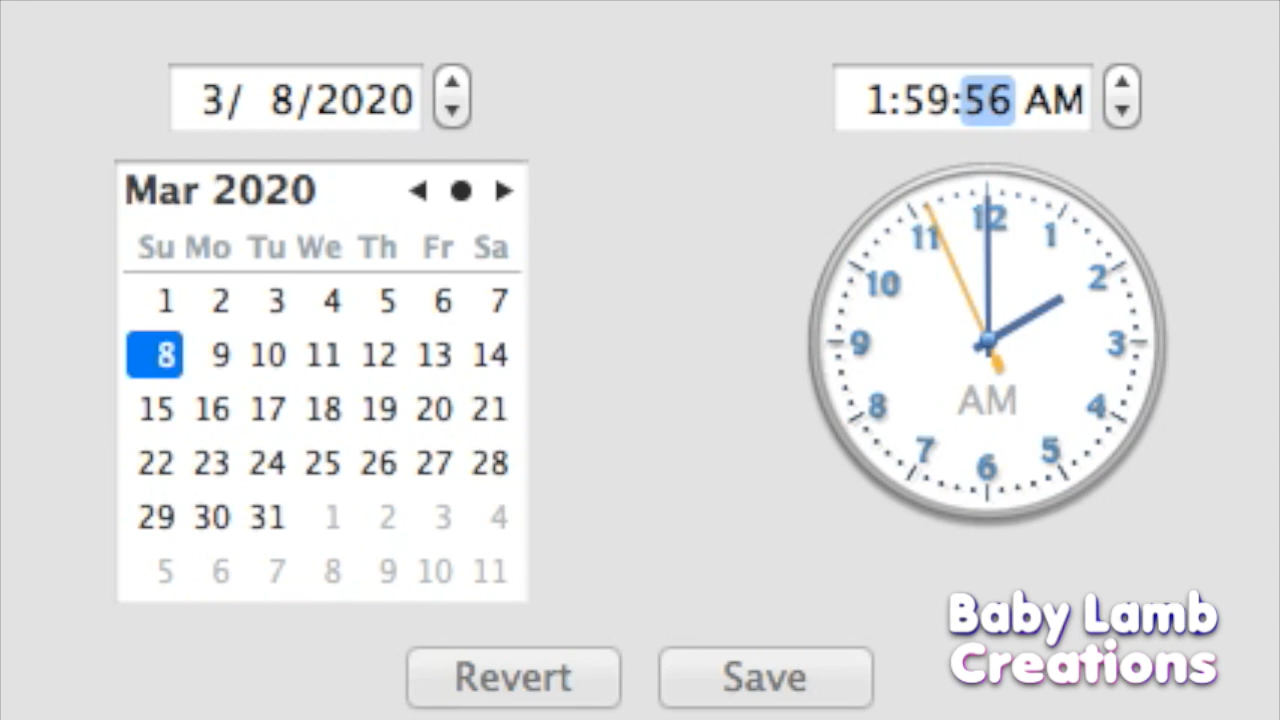 3/ 8/2020
1:59:56 AM
Mar 2020
Su Mo Tu We Th Fr Sa
1 2 3 4 5 6 7
8 9 10 11 12 13 14
15 16 17 18 19 20 21
22 23 24 25 26 27 28
29 30 31 1 2 3 4
5 6 7 8 9 10 11
12
1
2
3
4
5
6
7
8
9
10
11
AM
Revert
Save
Baby Lamb
Creations